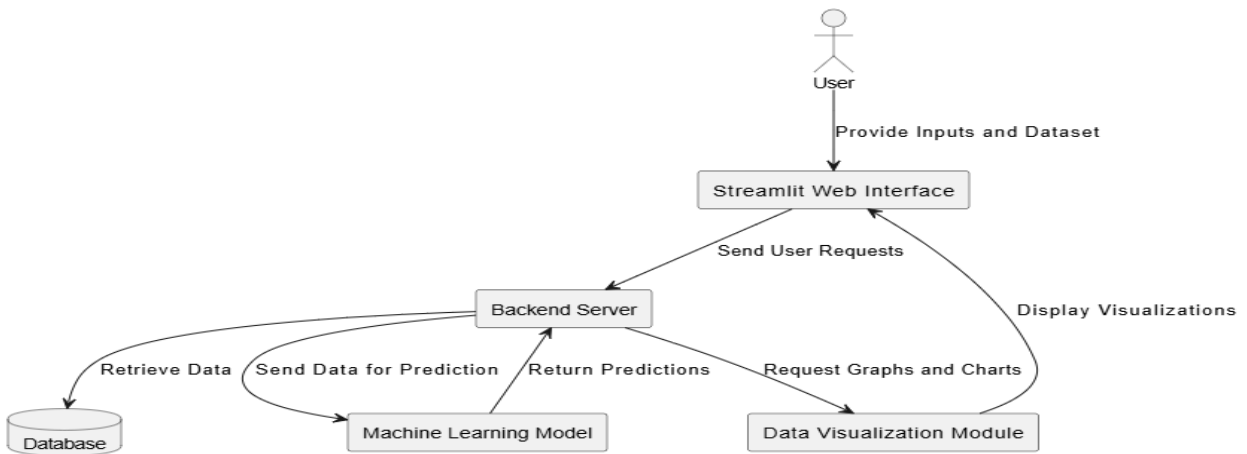 User
Provide Inputs and Dataset
Streamlit Web Interface
Send User Requests
Backend Server
Display Visualizations
Retrieve Data
Send Data for Prediction
Return Predictions
Request Graphs and Charts
Database
Machine Learning Model
Data Visualization Module